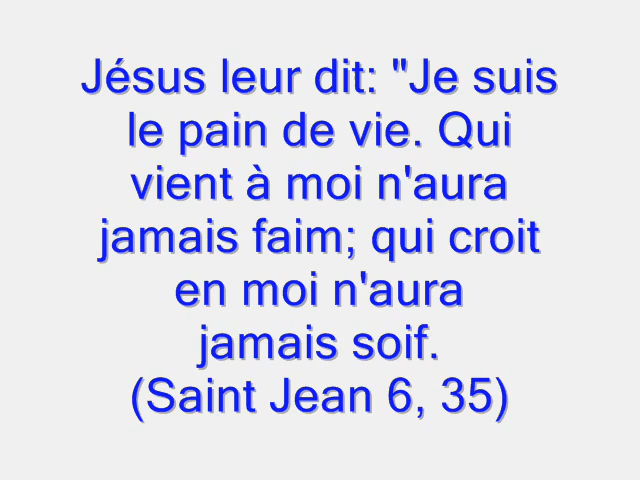 Jésus leur dit: "Je suis
le pain de vie. Qui
vient à moi n'aura
jamais faim; qui croit
en moi n'aura
jamais soif.
(Saint Jean 6, 35)